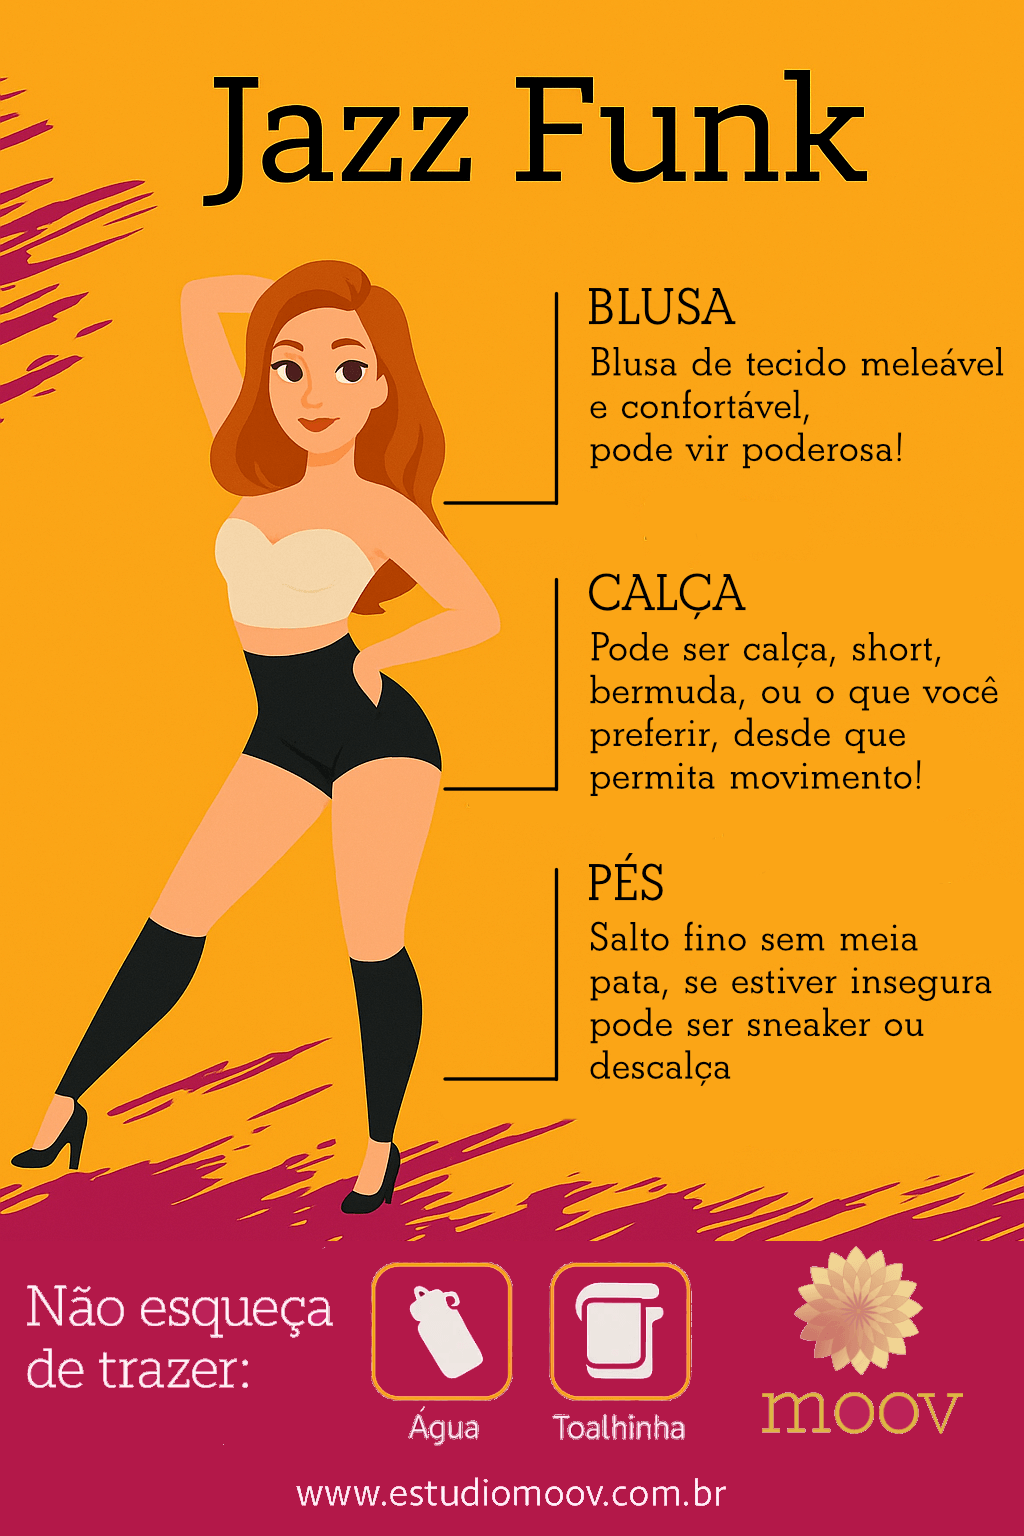 Jazz Funk
BLUSA
Blusa de tecido meleável
e confortável,
pode vir poderosa!
CALÇA
Pode ser calça, short,
bermuda, ou o que você
preferir, desde que
permita movimento!
PÉS
Salto fino sem meia
pata, se estiver insegura
pode ser sneaker ou
descalça
Não esqueça
de trazer:
Água
Toalhinha
moov
www.estudiomoov.com.br